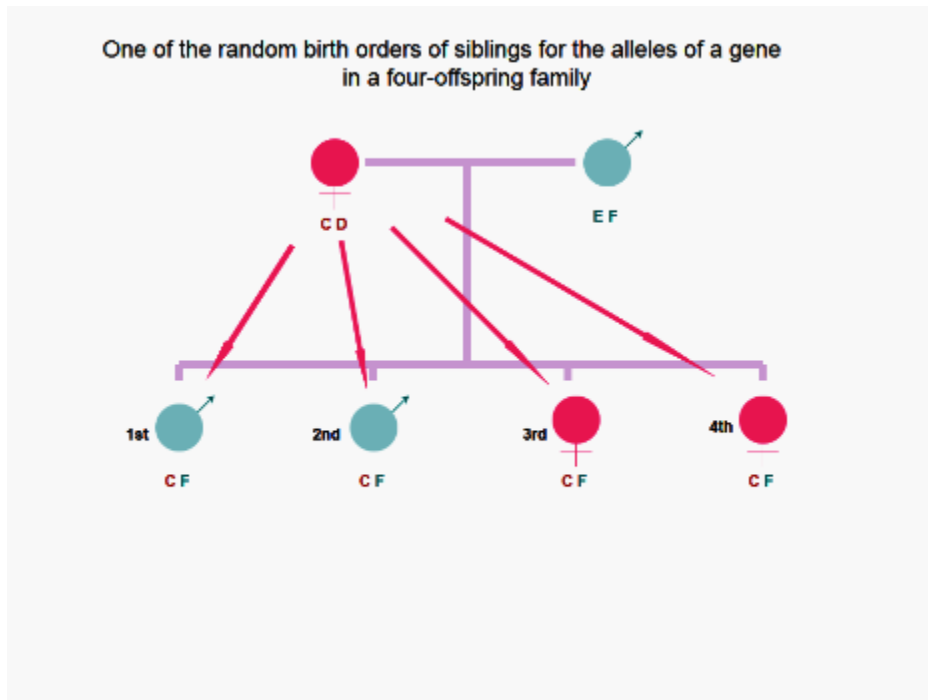 One of the random birth orders of siblings for the alleles of a gene
in a four-offspring family
C D
E F
1st
2nd
3rd
4th
C F
C F
C F
C F